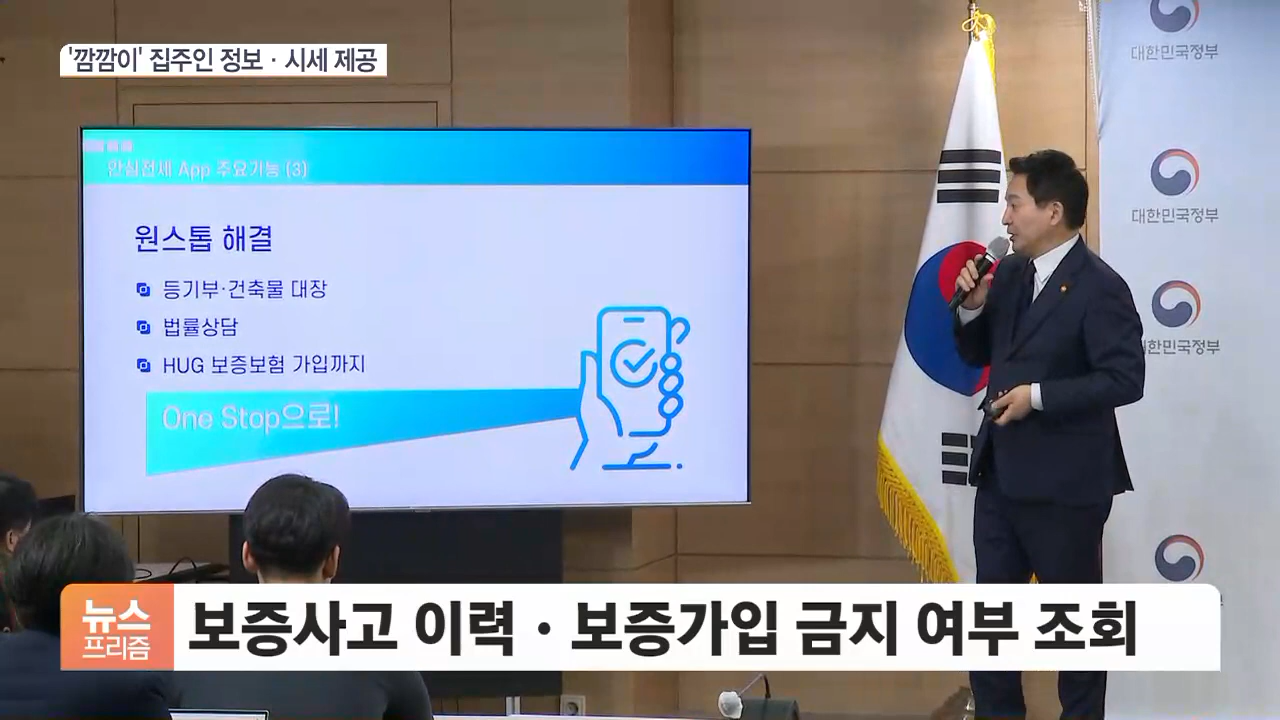 '깜깜이' 집주인 정보·시세 제공
안심전세 App 주요기능 (3)
원스톱 해결
등기부·건축물 대장
법률상담
HUG 보증보험 가입까지
One Stop으로!
대한민국정부
대한민국정부
한민국정부
뉴스
프리즘
보증사고 이력·보증가입 금지 여부 조회